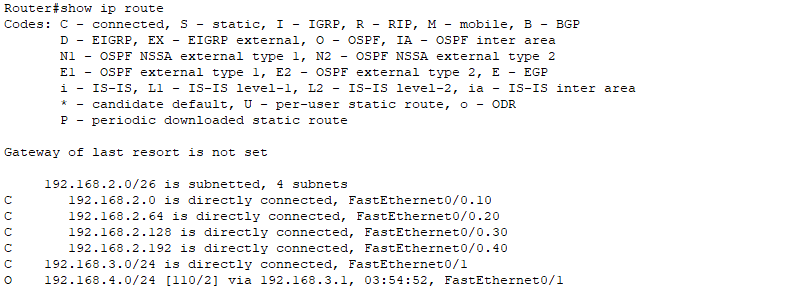 Router#show ip route
Codes: C - connected, S - static, I - IGRP, R - RIP, M - mobile, B - BGP
       D - EIGRP, EX - EIGRP external, O - OSPF, IA - OSPF inter area
       N1 - OSPF NSSA external type 1, N2 - OSPF NSSA external type 2
       E1 - OSPF external type 1, E2 - OSPF external type 2, E - EGP
       i - IS-IS, L1 - IS-IS level-1, L2 - IS-IS level-2, ia - IS-IS inter area
       * - candidate default, U - per-user static route, o - ODR
       P - periodic downloaded static route

Gateway of last resort is not set

     192.168.2.0/26 is subnetted, 4 subnets
C       192.168.2.0 is directly connected, FastEthernet0/0.10
C       192.168.2.64 is directly connected, FastEthernet0/0.20
C       192.168.2.128 is directly connected, FastEthernet0/0.30
C       192.168.2.192 is directly connected, FastEthernet0/0.40
C    192.168.3.0/24 is directly connected, FastEthernet0/1
O    192.168.4.0/24 [110/2] via 192.168.3.1, 03:54:52, FastEthernet0/1